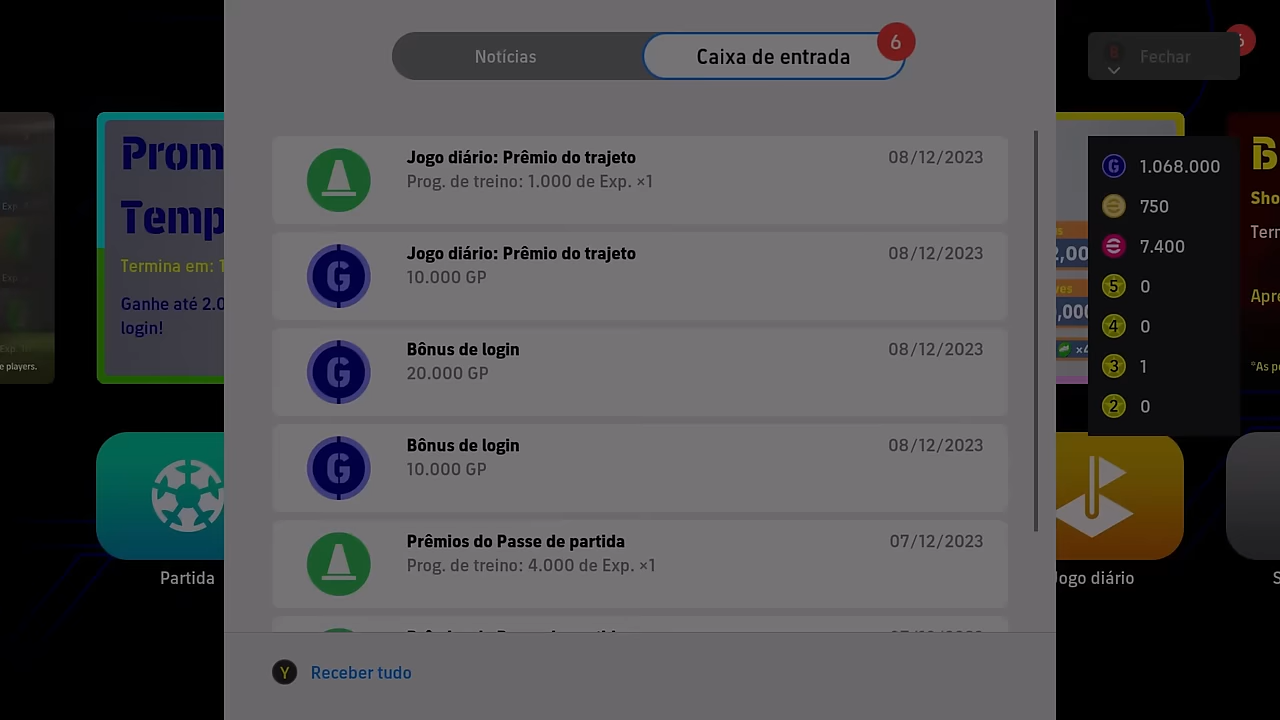 Notícias
Caixa de entrada
6
Fechar
Jogo diário: Prêmio do trajeto
08/12/2023
Prog. de treino: 1.000 de Exp. ×1
Jogo diário: Prêmio do trajeto
08/12/2023
10.000 GP
Bônus de login
08/12/2023
20.000 GP
Bônus de login
08/12/2023
10.000 GP
Prêmios do Passe de partida
07/12/2023
Prog. de treino: 4.000 de Exp. ×1
Y Receber tudo
G 1.068.000
750
7.400
5 0
4 0
3 1
2 0
Prom
Temp
Termina em: 1
Ganhe até 2.0
login!
e players.
Partida
Jogo diário
B
Sho
Apre